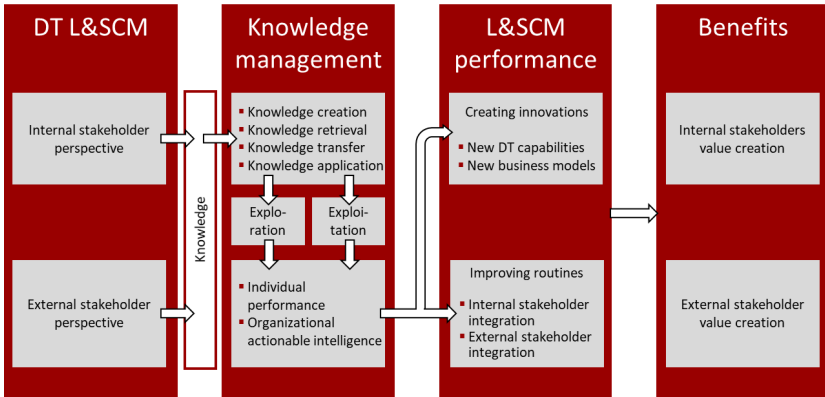 DT L&SCM
Internal stakeholder
perspective
External stakeholder
perspective
Knowledge
Knowledge
management
Knowledge creation
Knowledge retrieval
Knowledge transfer
Knowledge application
Explo-
ration
Exploi-
tation
Individual
performance
Organizational
actionable intelligence
L&SCM
performance
Creating innovations
New DT capabilities
New business models
Improving routines
Internal stakeholder
integration
External stakeholder
integration
Benefits
Internal stakeholders
value creation
External stakeholder
value creation